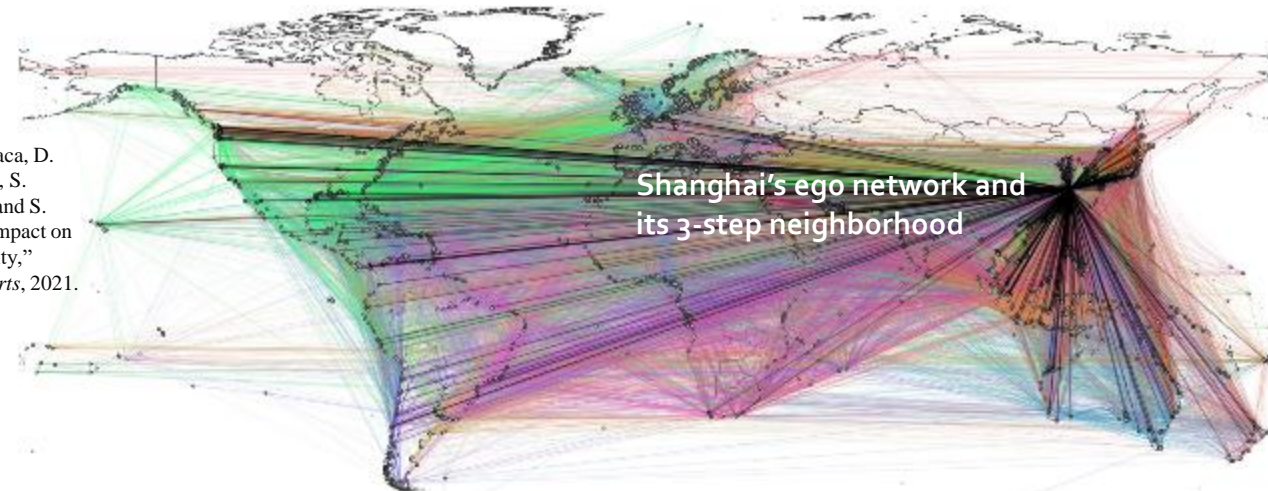 aca, D.
, S.
and S.
mpact on
ty,”
rts, 2021.
Shanghai’s ego network and
its 3-step neighborhood